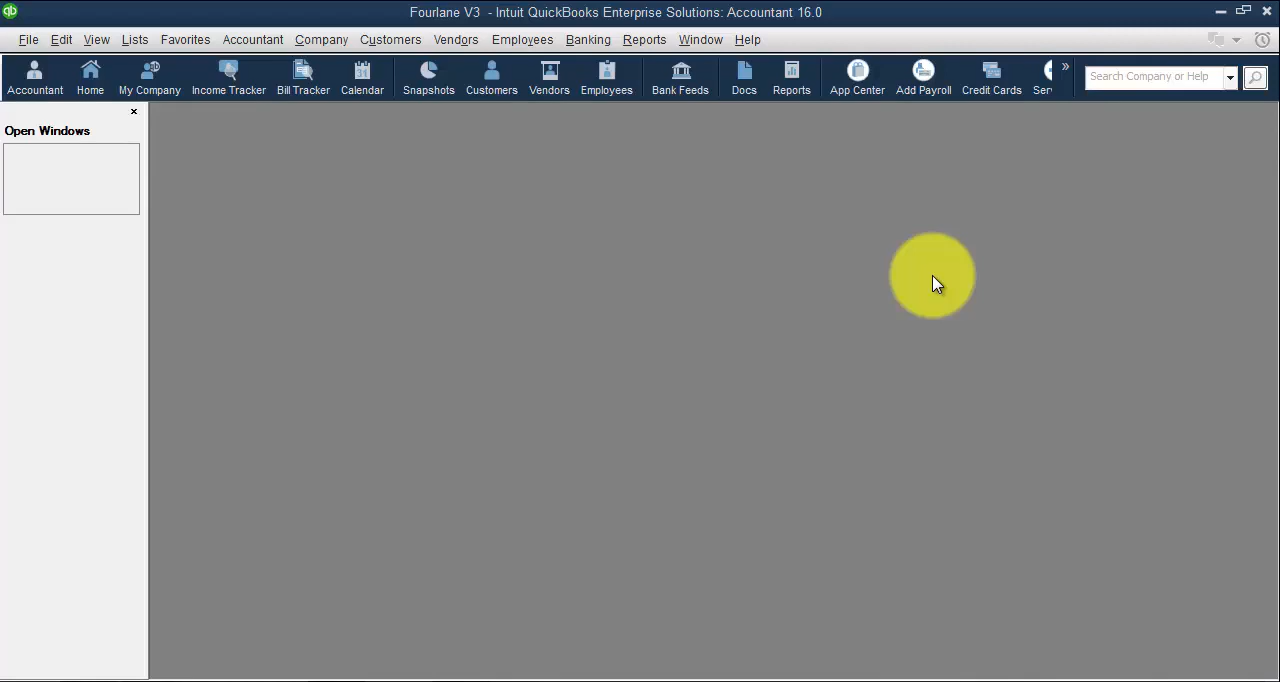 Fourlane V3 - Intuit QuickBooks Enterprise Solutions: Accountant 16.0
File Edit View Lists Favorites Accountant Company Customers Vendors Employees Banking Reports Window Help
Accountant Home My Company Income Tracker Bill Tracker Calendar Snapshots Customers Vendors Employees Bank Feeds Docs Reports App Center Add Payroll Credit Cards Serv » Search Company or Help
Open Windows